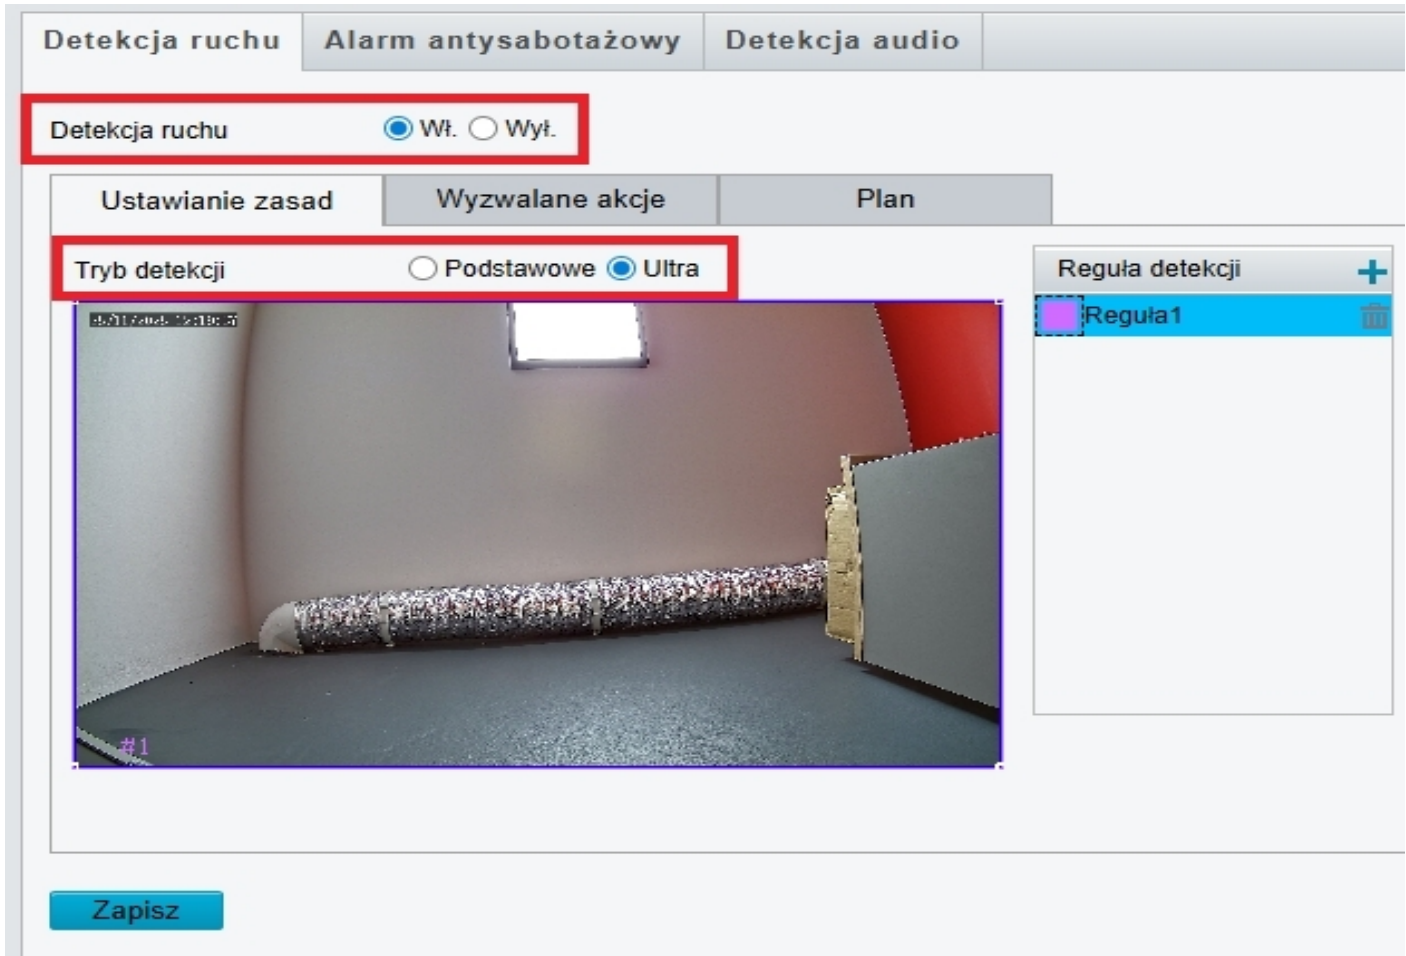 Detekcja ruchu Alarm antysabotażowy Detekcja audio
Detekcja ruchu Wł. Wył.
Ustawianie zasad Wyzwalane akcje Plan
Tryb detekcji Podstawowe Ultra
Reguła detekcji +
Reguła1
#1
Zapisz